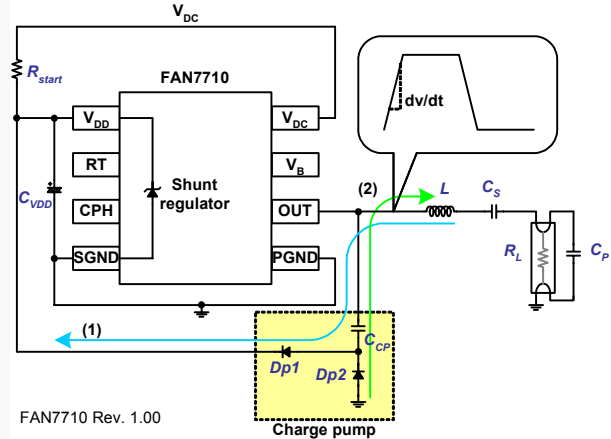 VDC
Rstart
FAN7710
VDD
VDC
dv/dt
RT
VB
CVDD
Shunt
regulator
(2)
L
CS
CPH
OUT
RL
CP
SGND
PGND
(1)
CCP
Dp1
Dp2
FAN7710 Rev. 1.00
Charge pump